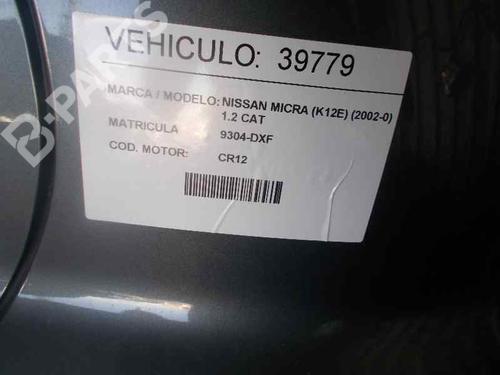 VEHICULO: 39779
MARCA / MODELO: NISSAN MICRA (K12E) (2002-0)
1.2 CAT
MATRICULA 9304-DXF
COD. MOTOR: CR12
B-PARTS